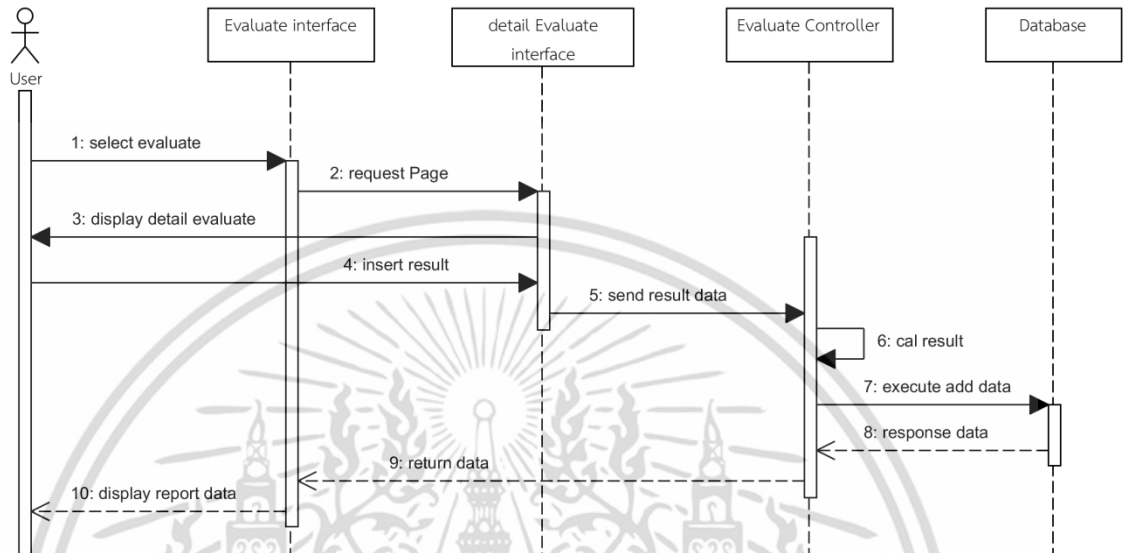 Evaluate interface
detail Evaluate
interface
Evaluate Controller
Database
User
1: select evaluate
2: request Page
3: display detail evaluate
4: insert result
5: send result data
6: cal result
7: execute add data
8: response data
9: return data
10: display report data